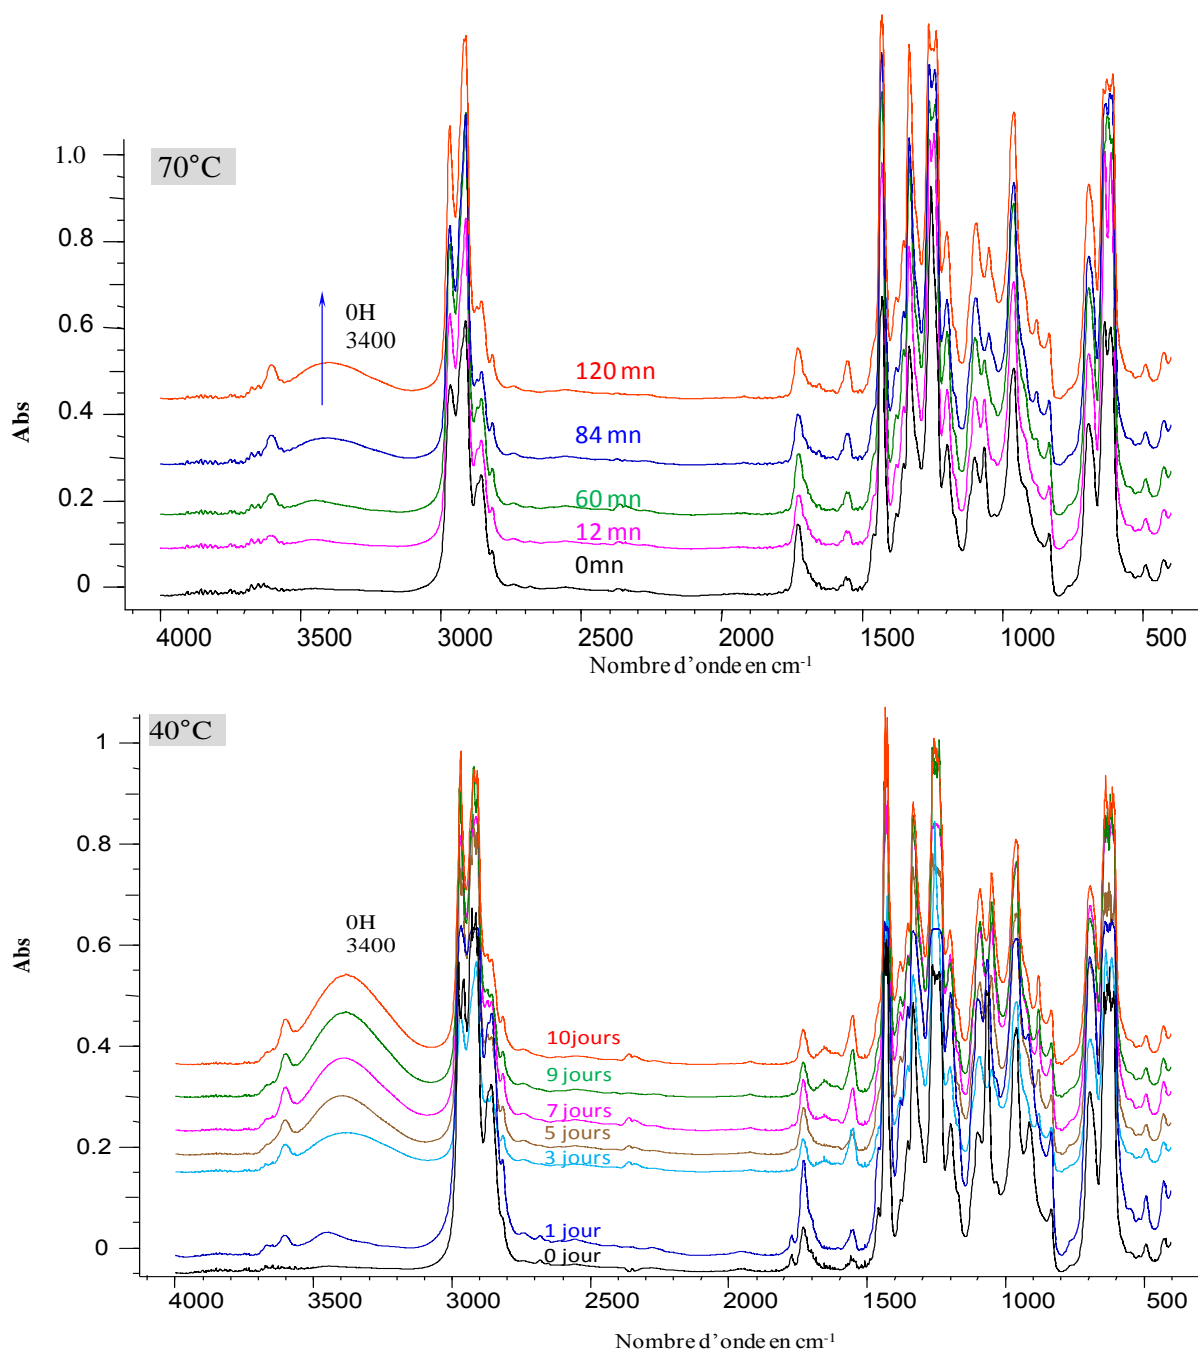 70°C
1.0
0.8
0.6
0.4
0.2
0
Abs
0H
3400
120 mn
84 mn
60 mn
12 mn
0mn
4000 3500 3000 2500 2000 1500 1000 500
Nombre d'onde en cm-1
40°C
1
0.8
0.6
0.4
0.2
0
Abs
0H
3400
10jours
9 jours
7 jours
5 jours
3 jours
1 jour
0 jour
4000 3500 3000 2500 2000 1500 1000 500
Nombre d'onde en cm-1